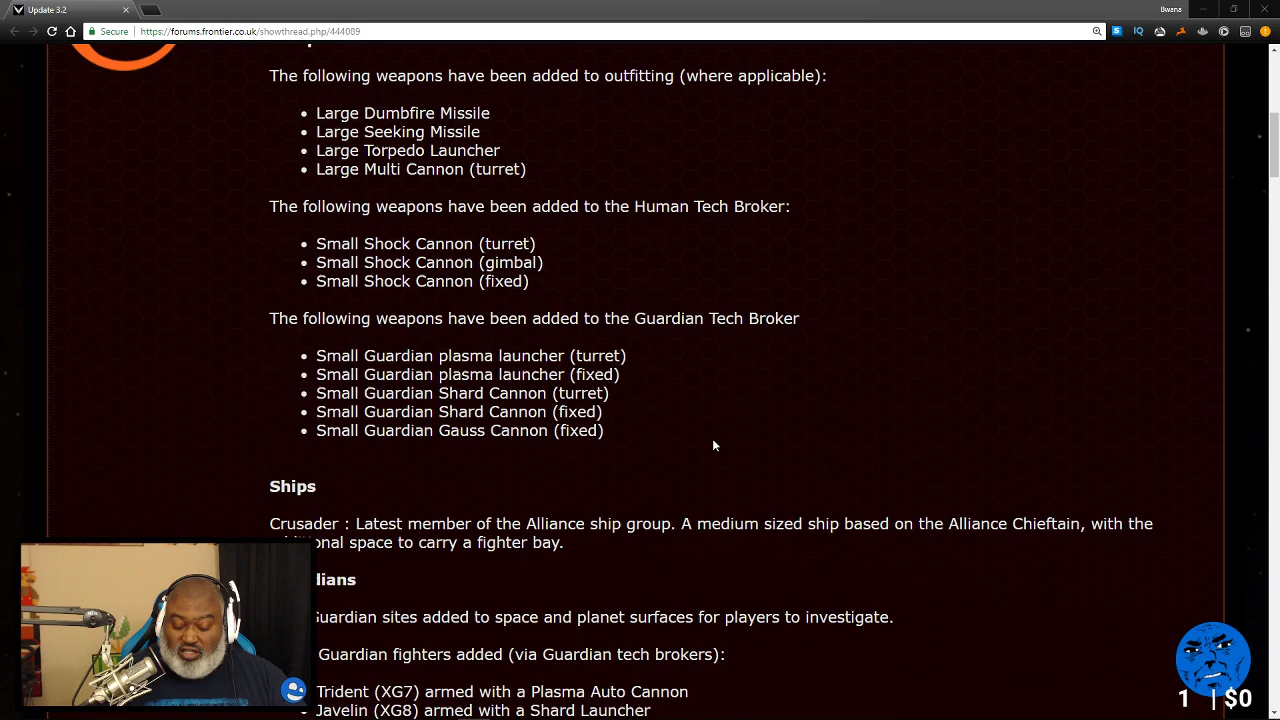 Update 3.2
Bwana
Secure
https://forums.frontier.co.uk/showthread.php/444089
The following weapons have been added to outfitting (where applicable):
• Large Dumbfire Missile
• Large Seeking Missile
• Large Torpedo Launcher
• Large Multi Cannon (turret)
The following weapons have been added to the Human Tech Broker:
• Small Shock Cannon (turret)
• Small Shock Cannon (gimbal)
• Small Shock Cannon (fixed)
The following weapons have been added to the Guardian Tech Broker
• Small Guardian plasma launcher (turret)
• Small Guardian plasma launcher (fixed)
• Small Guardian Shard Cannon (turret)
• Small Guardian Shard Cannon (fixed)
• Small Guardian Gauss Cannon (fixed)
Ships
Crusader : Latest member of the Alliance ship group. A medium sized ship based on the Alliance Chieftain, with the
space to carry a fighter bay.
Guardian sites added to space and planet surfaces for players to investigate.
Guardian fighters added (via Guardian tech brokers):
Trident (XG7) armed with a Plasma Auto Cannon
Javelin (XG8) armed with a Shard Launcher
1 | $0